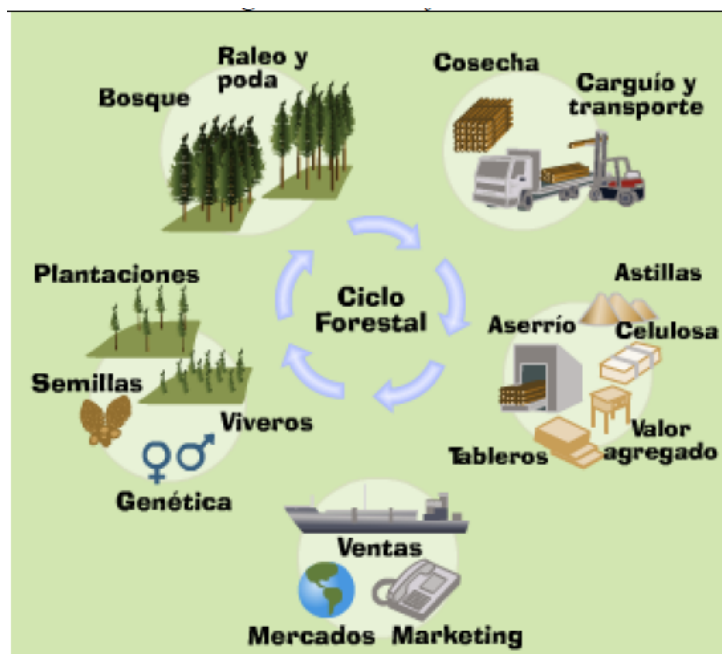 Raleo y
poda
Bosque
Cosecha
Carguío y
transporte
Plantaciones
Semillas
Viveros
Genética
Ciclo
Forestal
Astillas
Aserrío
Celulosa
Valor
agregado
Tableros
Ventas
Mercados
Marketing